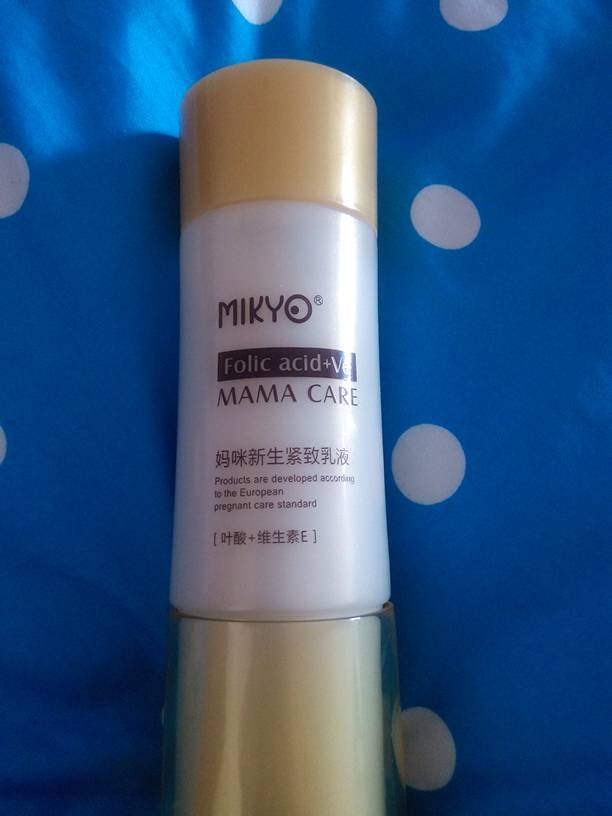 MIKYO®
Folic acid+Ve
MAMA CARE
妈咪新生紧致乳液
Products are developed according
to the European
pregnant care standard
[ 叶酸+维生素E ]